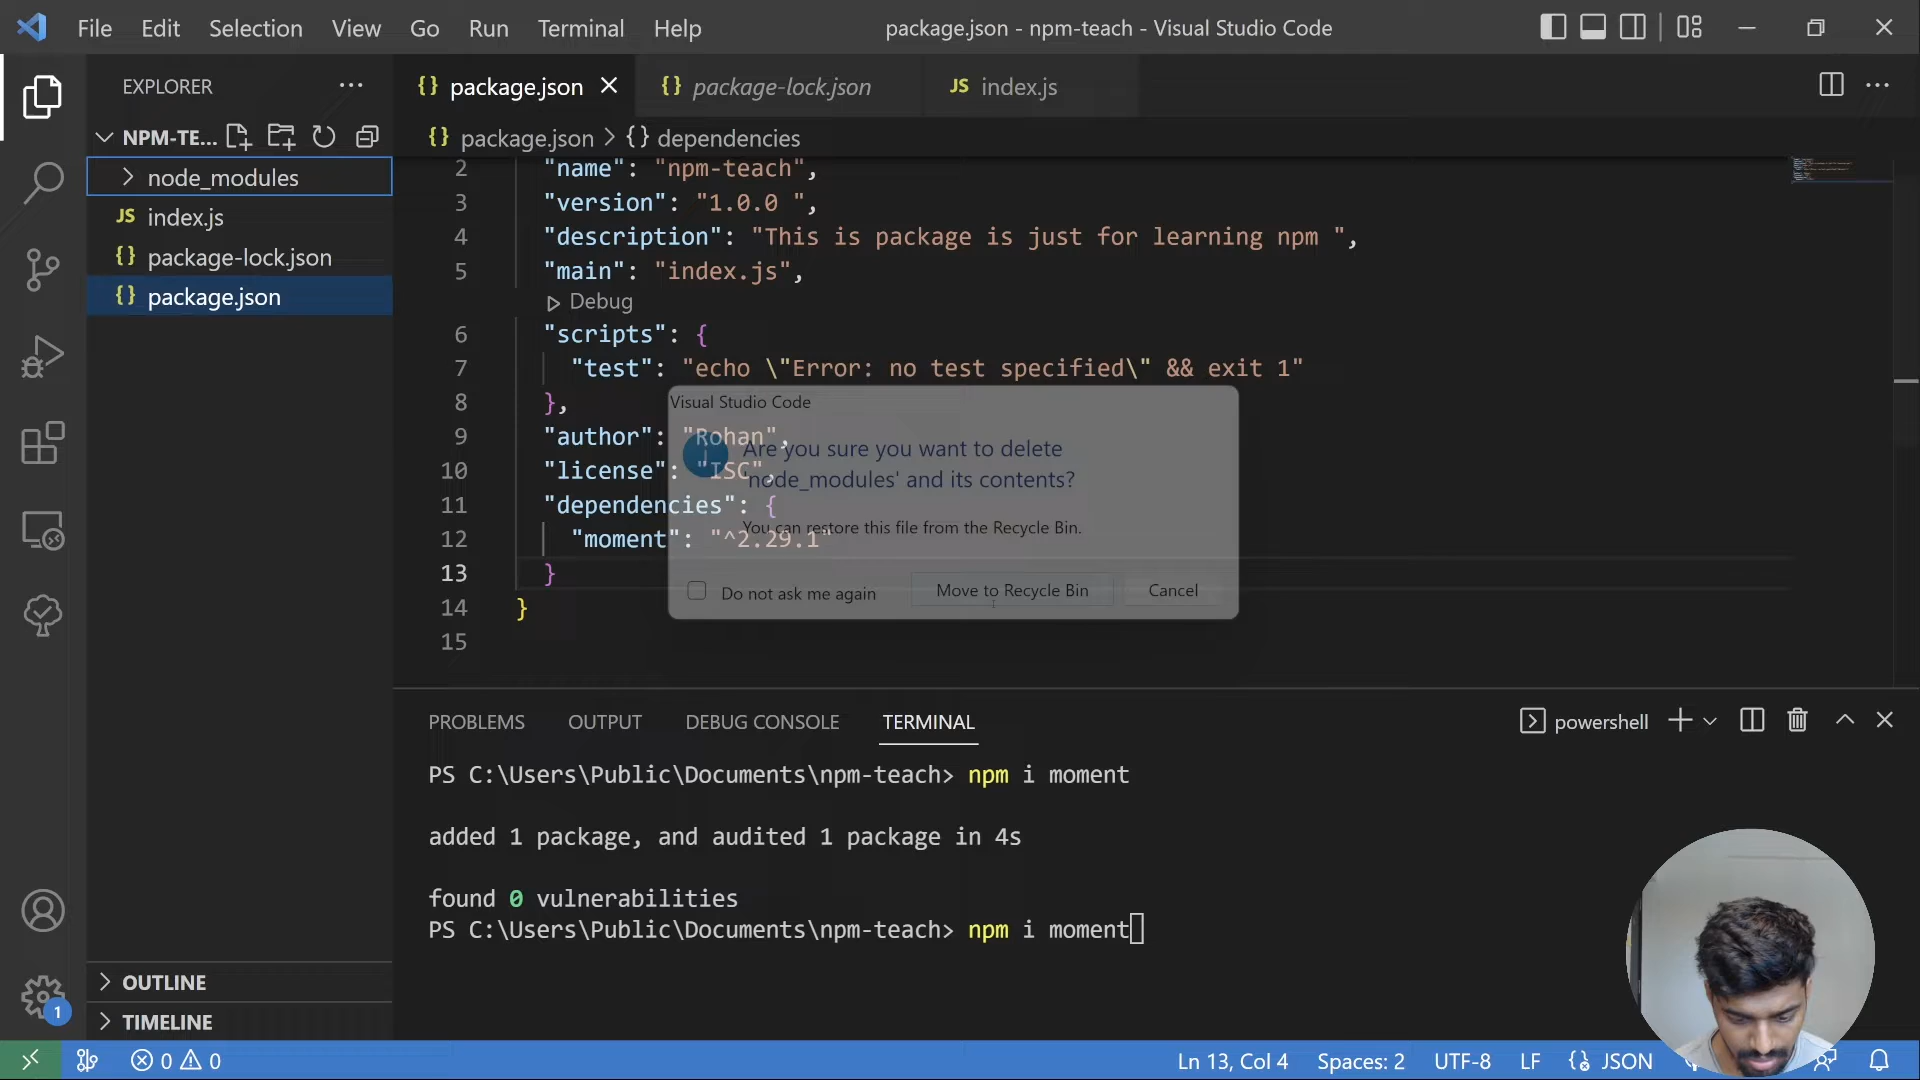 File Edit Selection View Go Run Terminal Help
package.json - npm-teach - Visual Studio Code
EXPLORER
NPM-TE...
node_modules
JS index.js
{} package-lock.json
{} package.json
OUTLINE
TIMELINE
{} package.json
{} package-lock.json
JS index.js
{} package.json > {} dependencies
2 "name": "npm-teach",
3 "version": "1.0.0 ",
4 "description": "This is package is just for learning npm ",
5 "main": "index.js",
Debug
6 "scripts": {
7 "test": "echo \"Error: no test specified\" && exit 1"
8 },
9 "author": "Rohan",
10 "license": "ISC",
11 "dependencies": {
12 "moment": "^2.29.1"
13 }
14 }
15
Visual Studio Code
Are you sure you want to delete
'node_modules' and its contents?
You can restore this file from the Recycle Bin.
Do not ask me again
Move to Recycle Bin
Cancel
PROBLEMS OUTPUT DEBUG CONSOLE TERMINAL
powershell
PS C:\Users\Public\Documents\npm-teach> npm i moment
added 1 package, and audited 1 package in 4s
found 0 vulnerabilities
PS C:\Users\Public\Documents\npm-teach> npm i moment
1
0 0
Ln 13, Col 4 Spaces: 2 UTF-8 LF {} JSON